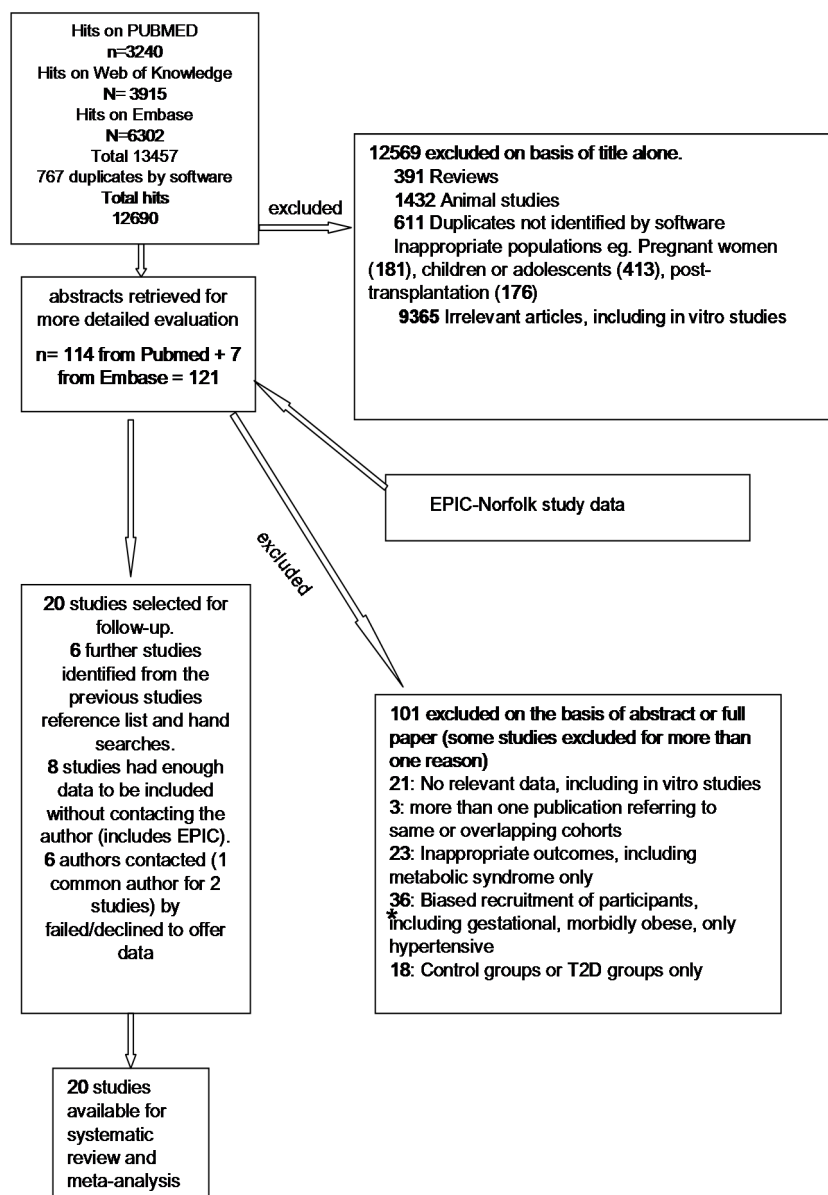 Hits on PUBMED
n=3240
Hits on Web of Knowledge
N= 3915
Hits on Embase
N=6302
Total 13457
767 duplicates by software
Total hits
12690
excluded
12569 excluded on basis of title alone.
391 Reviews
1432 Animal studies
611 Duplicates not identified by software
Inappropriate populations eg. Pregnant women
(181), children or adolescents (413), post-
transplantation (176)
9365 Irrelevant articles, including in vitro studies
abstracts retrieved for
more detailed evaluation
n= 114 from Pubmed + 7
from Embase = 121
EPIC-Norfolk study data
excluded
20 studies selected for
follow-up.
6 further studies
identified from the
previous studies
reference list and hand
searches.
8 studies had enough
data to be included
without contacting the
author (includes EPIC).
6 authors contacted (1
common author for 2
studies) by
failed/declined to offer
data
101 excluded on the basis of abstract or full
paper (some studies excluded for more than
one reason)
21: No relevant data, including in vitro studies
3: more than one publication referring to
same or overlapping cohorts
23: Inappropriate outcomes, including
metabolic syndrome only
36: Biased recruitment of participants,
*including gestational, morbidly obese, only
hypertensive
18: Control groups or T2D groups only
20 studies
available for
systematic
review and
meta-analysis